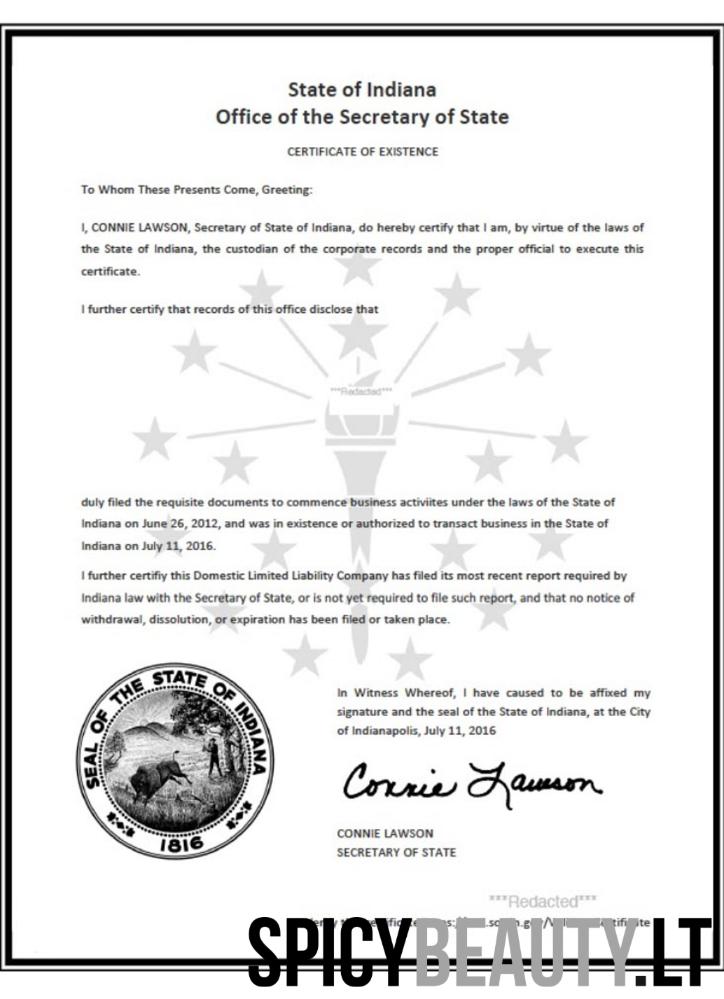 State of Indiana
Office of the Secretary of State
CERTIFICATE OF EXISTENCE
To Whom These Presents Come, Greeting:
I, CONNIE LAWSON, Secretary of State of Indiana, do hereby certify that I am, by virtue of the laws of
the State of Indiana, the custodian of the corporate records and the proper official to execute this
certificate.
I further certify that records of this office disclose that
***Redacted***
duly filed the requisite documents to commence business activiites under the laws of the State of
Indiana on June 26, 2012, and was in existence or authorized to transact business in the State of
Indiana on July 11, 2016.
I further certifiy this Domestic Limited Liability Company has filed its most recent report required by
Indiana law with the Secretary of State, or is not yet required to file such report, and that no notice of
withdrawal, dissolution, or expiration has been filed or taken place.
SEAL OF THE STATE OF INDIANA
1816
In Witness Whereof, I have caused to be affixed my
signature and the seal of the State of Indiana, at the City
of Indianapolis, July 11, 2016
Connie Lawson
CONNIE LAWSON
SECRETARY OF STATE
***Redacted***
SPICYBEAUTY.LT